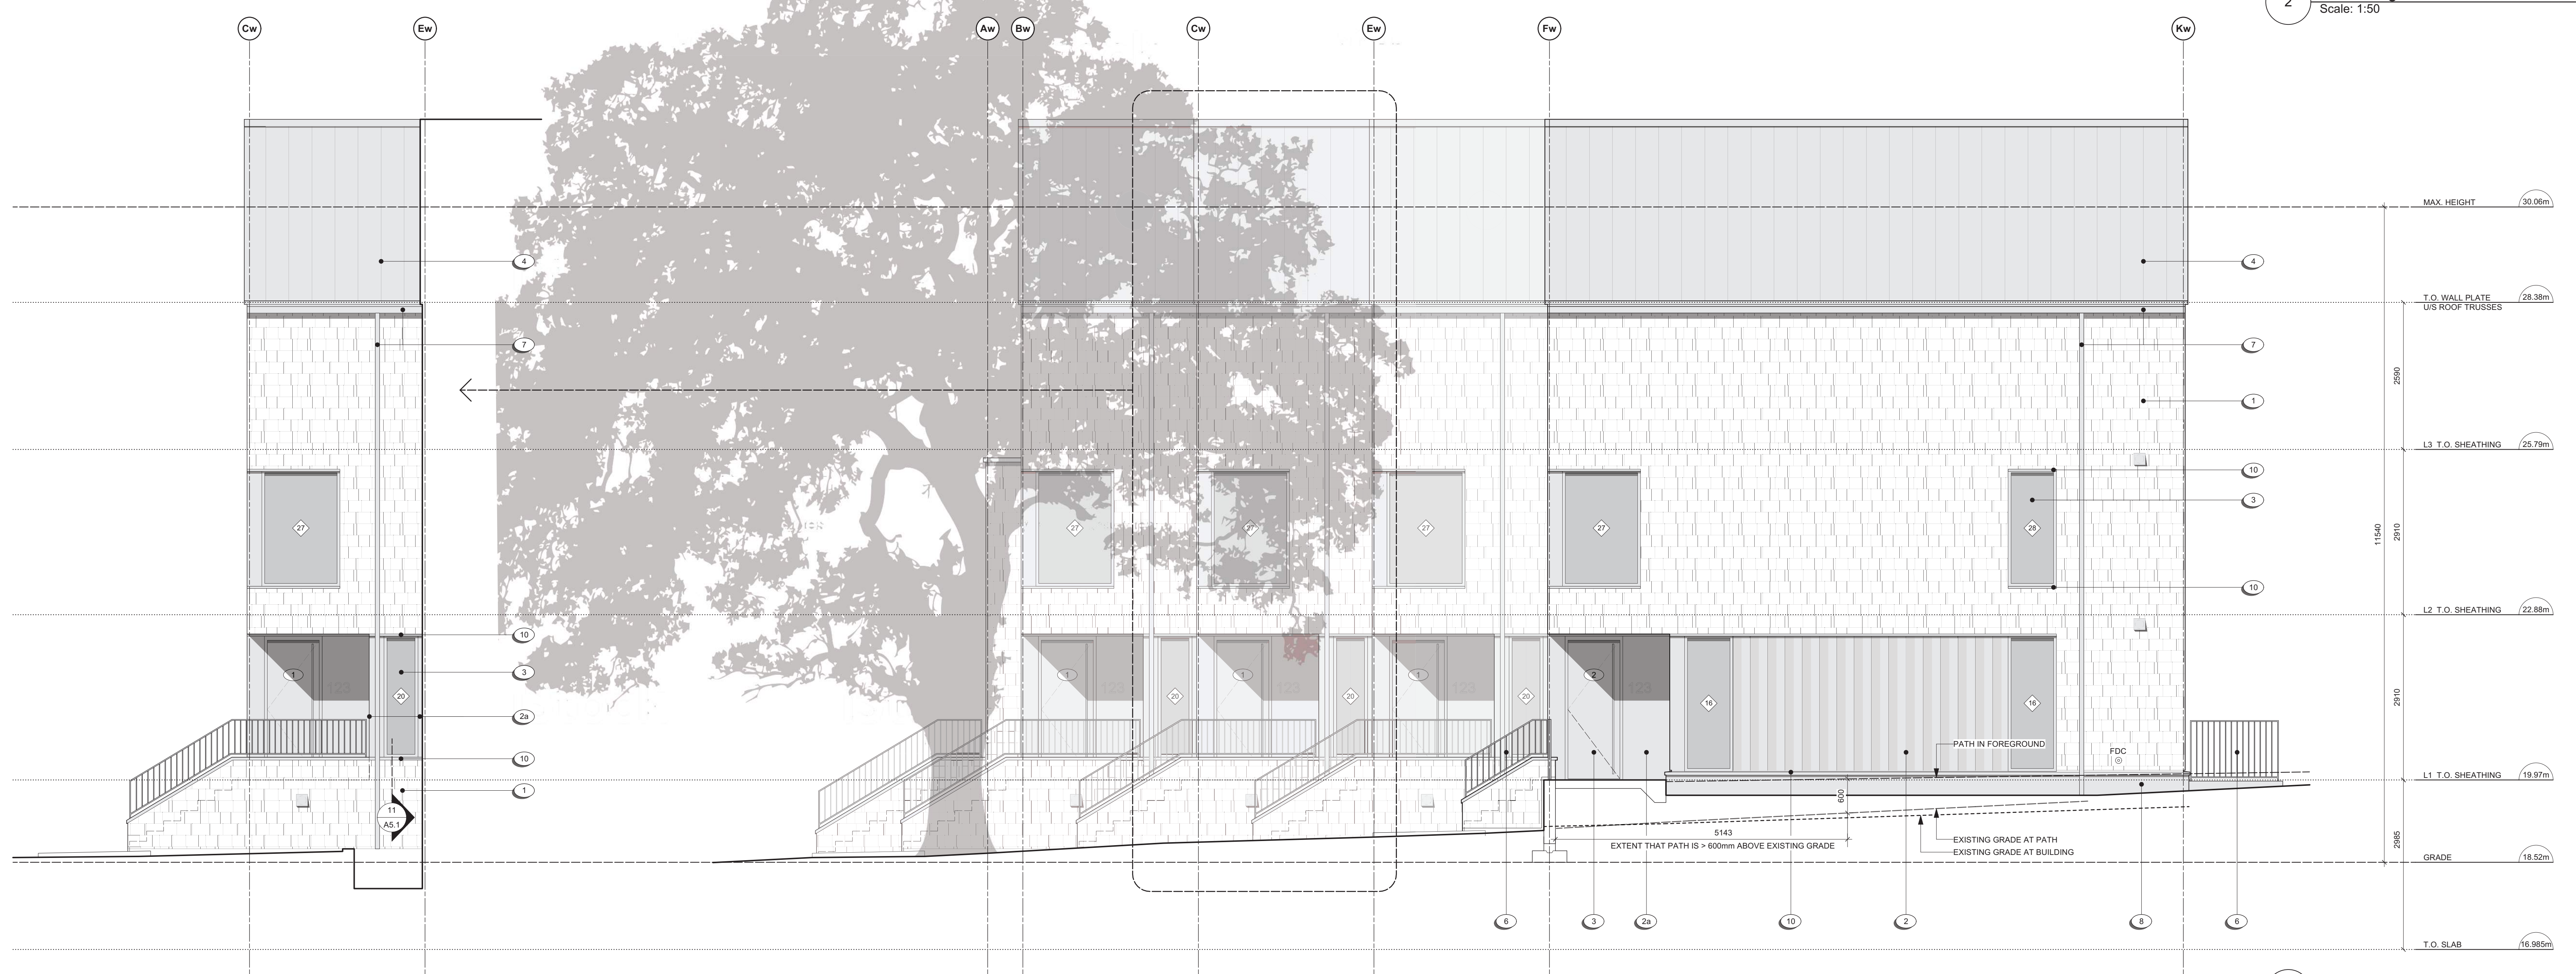 2
Scale: 1:50
Cw
Ew
Aw
Bw
Cw
Ew
Fw
Kw
MAX. HEIGHT 30.06m
4
4
T.O. WALL PLATE 28.38m
U/S ROOF TRUSSES
7
7
2590
1
L3 T.O. SHEATHING 25.79m
10
3
27
27
27
27
27
28
11540
2910
10
L2 T.O. SHEATHING 22.88m
10
3
1
123
20
1
123
20
1
123
20
1
123
20
2
123
16
16
2910
2a
PATH IN FOREGROUND
FDC
10
L1 T.O. SHEATHING 19.97m
1
11
A5.1
600
5143
EXTENT THAT PATH IS > 600mm ABOVE EXISTING GRADE
EXISTING GRADE AT PATH
EXISTING GRADE AT BUILDING
2985
GRADE 18.52m
6
3
2a
10
2
8
6
T.O. SLAB 16.985m